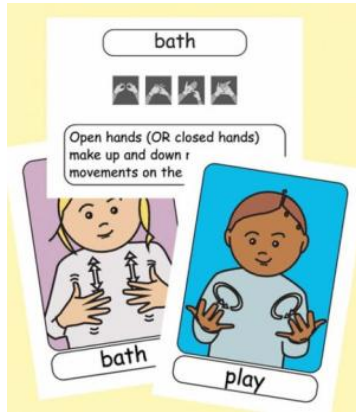 bath
Open hands (OR closed hands)
make up and down
movements on the
bath
play